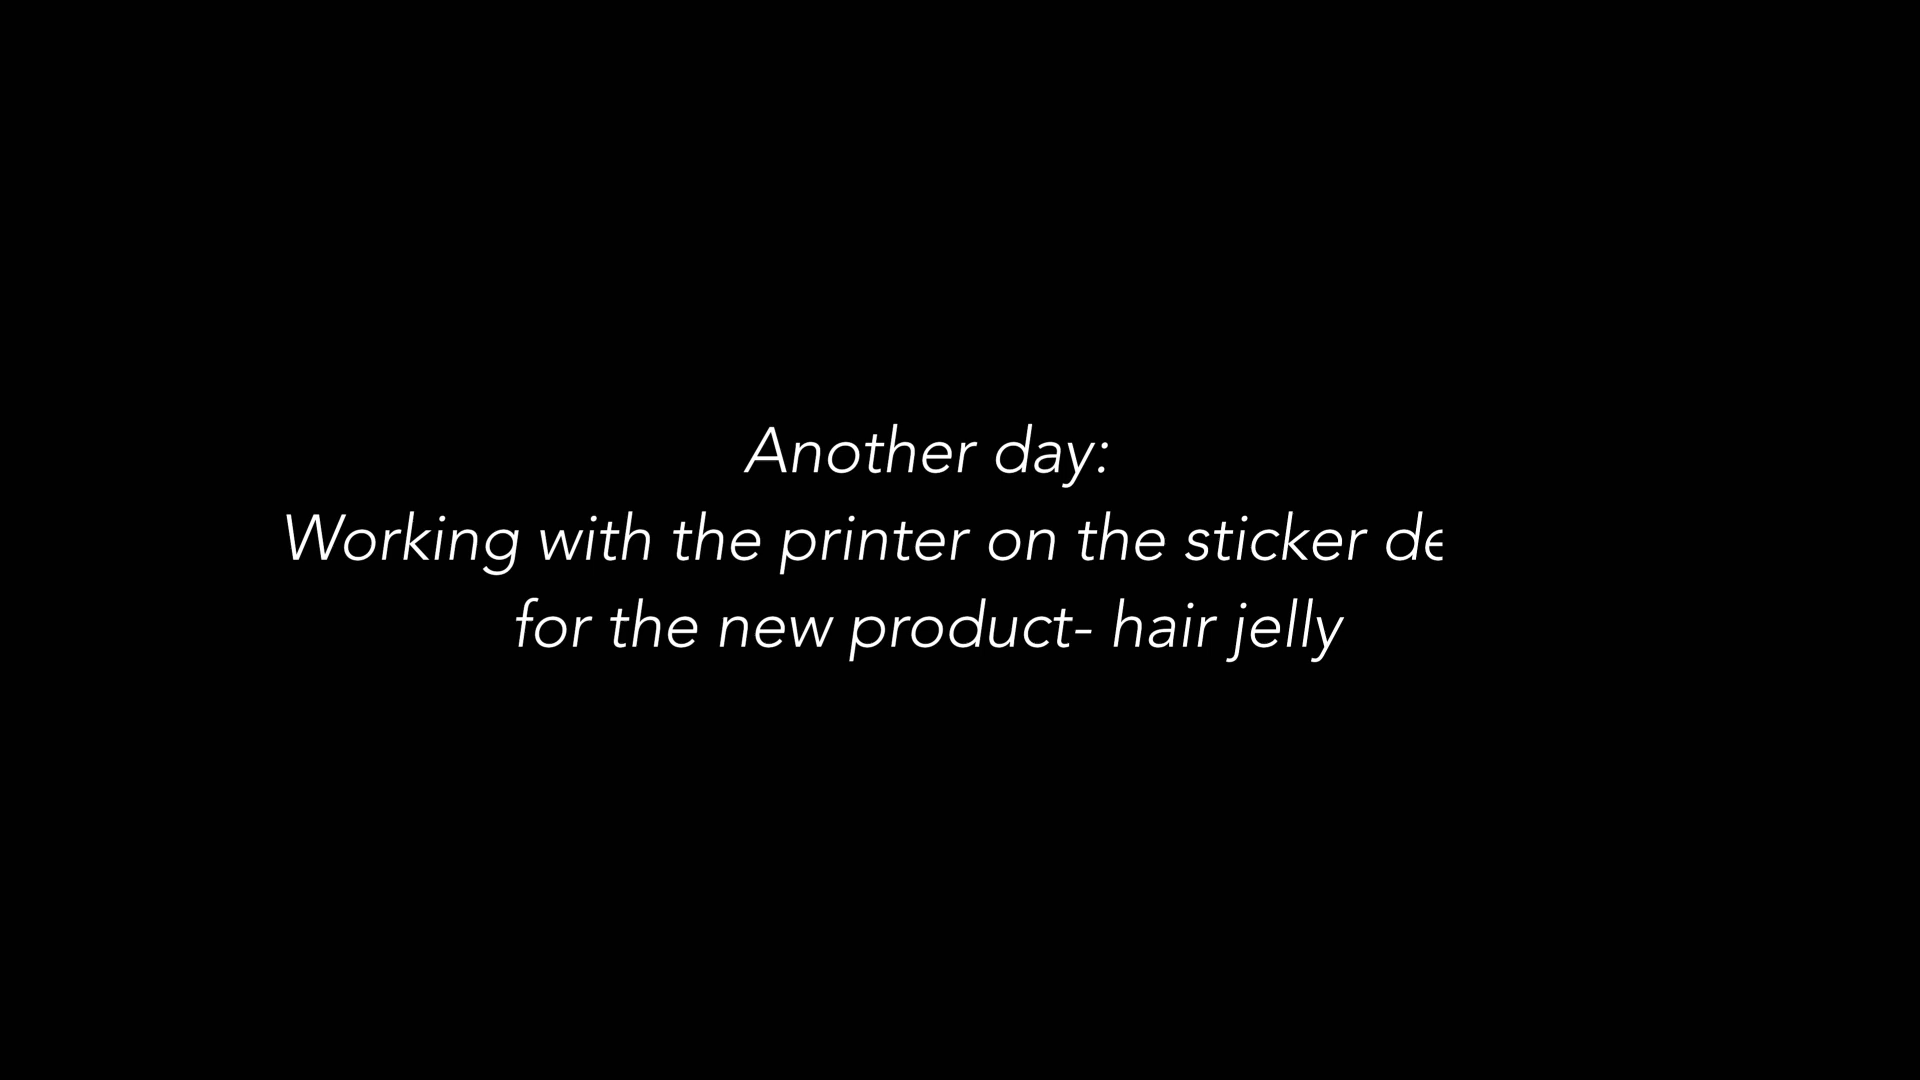 Another day:
Working with the printer on the sticker de
for the new product- hair jelly